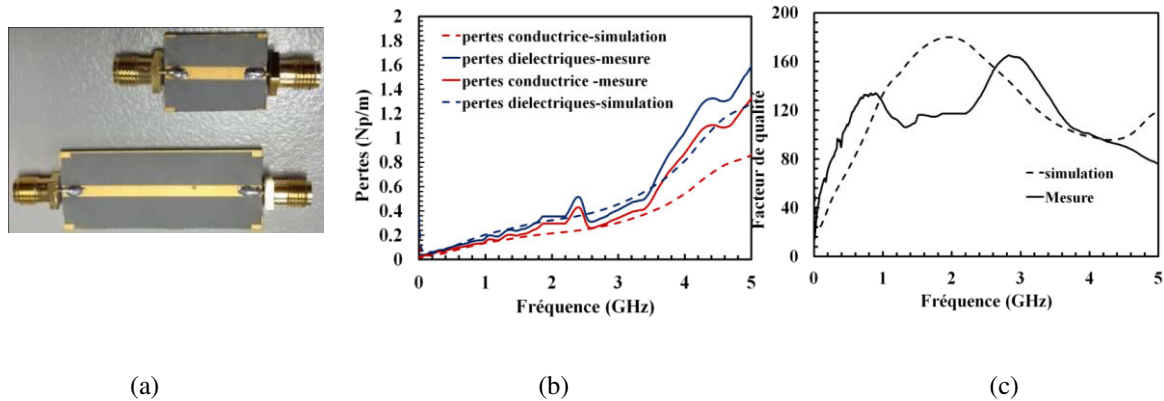 2
1.8
1.6
1.4
1.2
1
0.8
0.6
0.4
0.2
0
Pertes (Np/m)
pertes conductrice-simulation
pertes dielectriques-mesure
pertes conductrice -mesure
pertes dielectriques-simulation
0 1 2 3 4 5
Fréquence (GHz)
200
160
120
80
40
0
Facteur de qualité
simulation
Mesure
0 1 2 3 4 5
Fréquence (GHz)
(a) (b) (c)